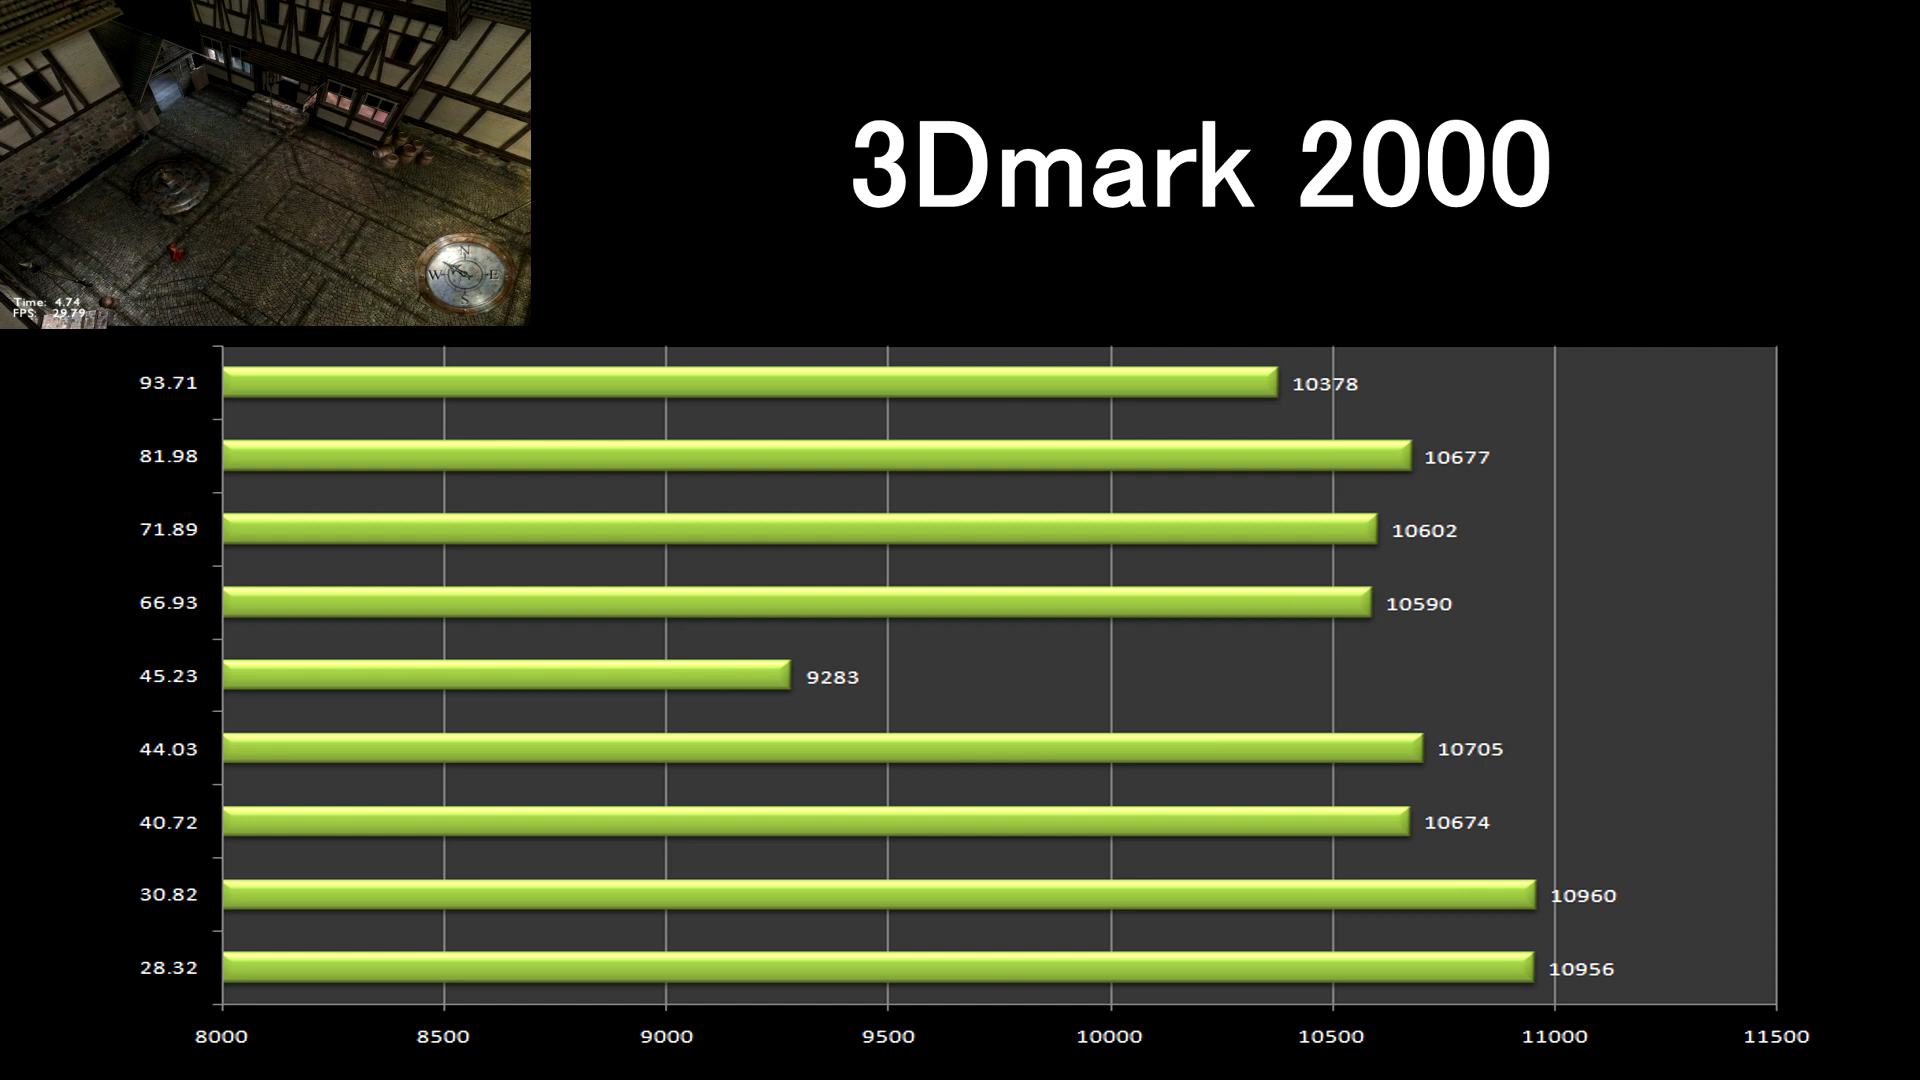 3Dmark 2000
N
W E
S
Time: 4.74
FPS: 29.79
93.71 10378
81.98 10677
71.89 10602
66.93 10590
45.23 9283
44.03 10705
40.72 10674
30.82 10960
28.32 10956
8000 8500 9000 9500 10000 10500 11000 11500